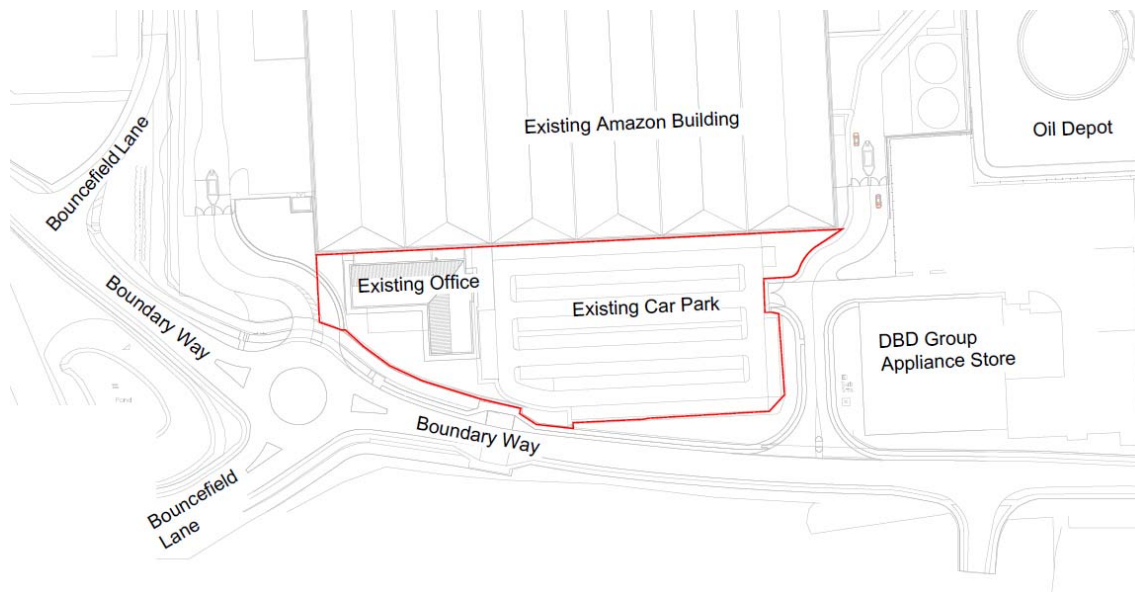 Existing Amazon Building
Oil Depot
Bouncefield Lane
Existing Office
Existing Car Park
Boundary Way
DBD Group
Appliance Store
Pond
Boundary Way
Bouncefield
Lane